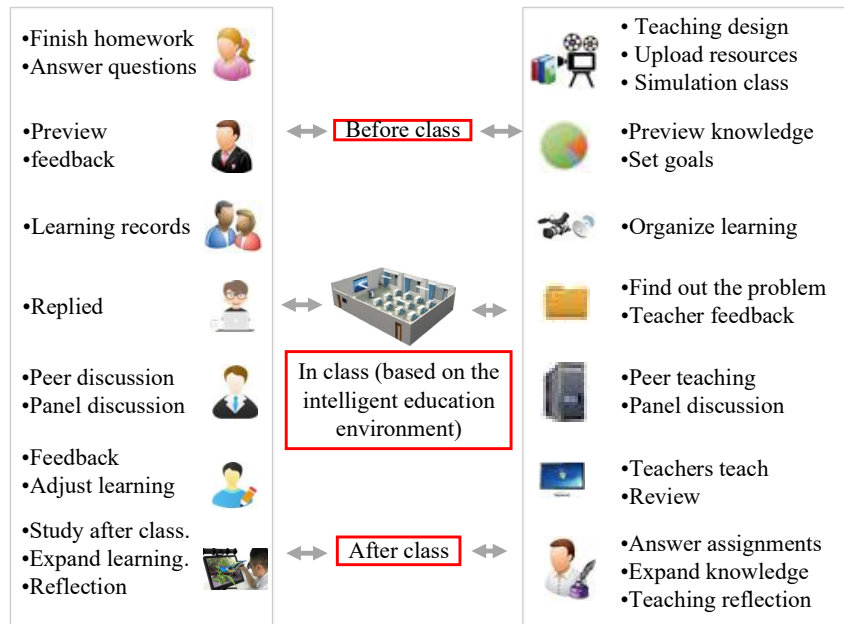 •Finish homework
•Answer questions
•Preview
•feedback
•Learning records
•Replied
•Peer discussion
•Panel discussion
•Feedback
•Adjust learning
•Study after class.
•Expand learning.
•Reflection
Before class
In class (based on the
intelligent education
environment)
After class
• Teaching design
• Upload resources
• Simulation class
•Preview knowledge
•Set goals
•Organize learning
•Find out the problem
•Teacher feedback
•Peer teaching
•Panel discussion
•Teachers teach
•Review
•Answer assignments
•Expand knowledge
•Teaching reflection